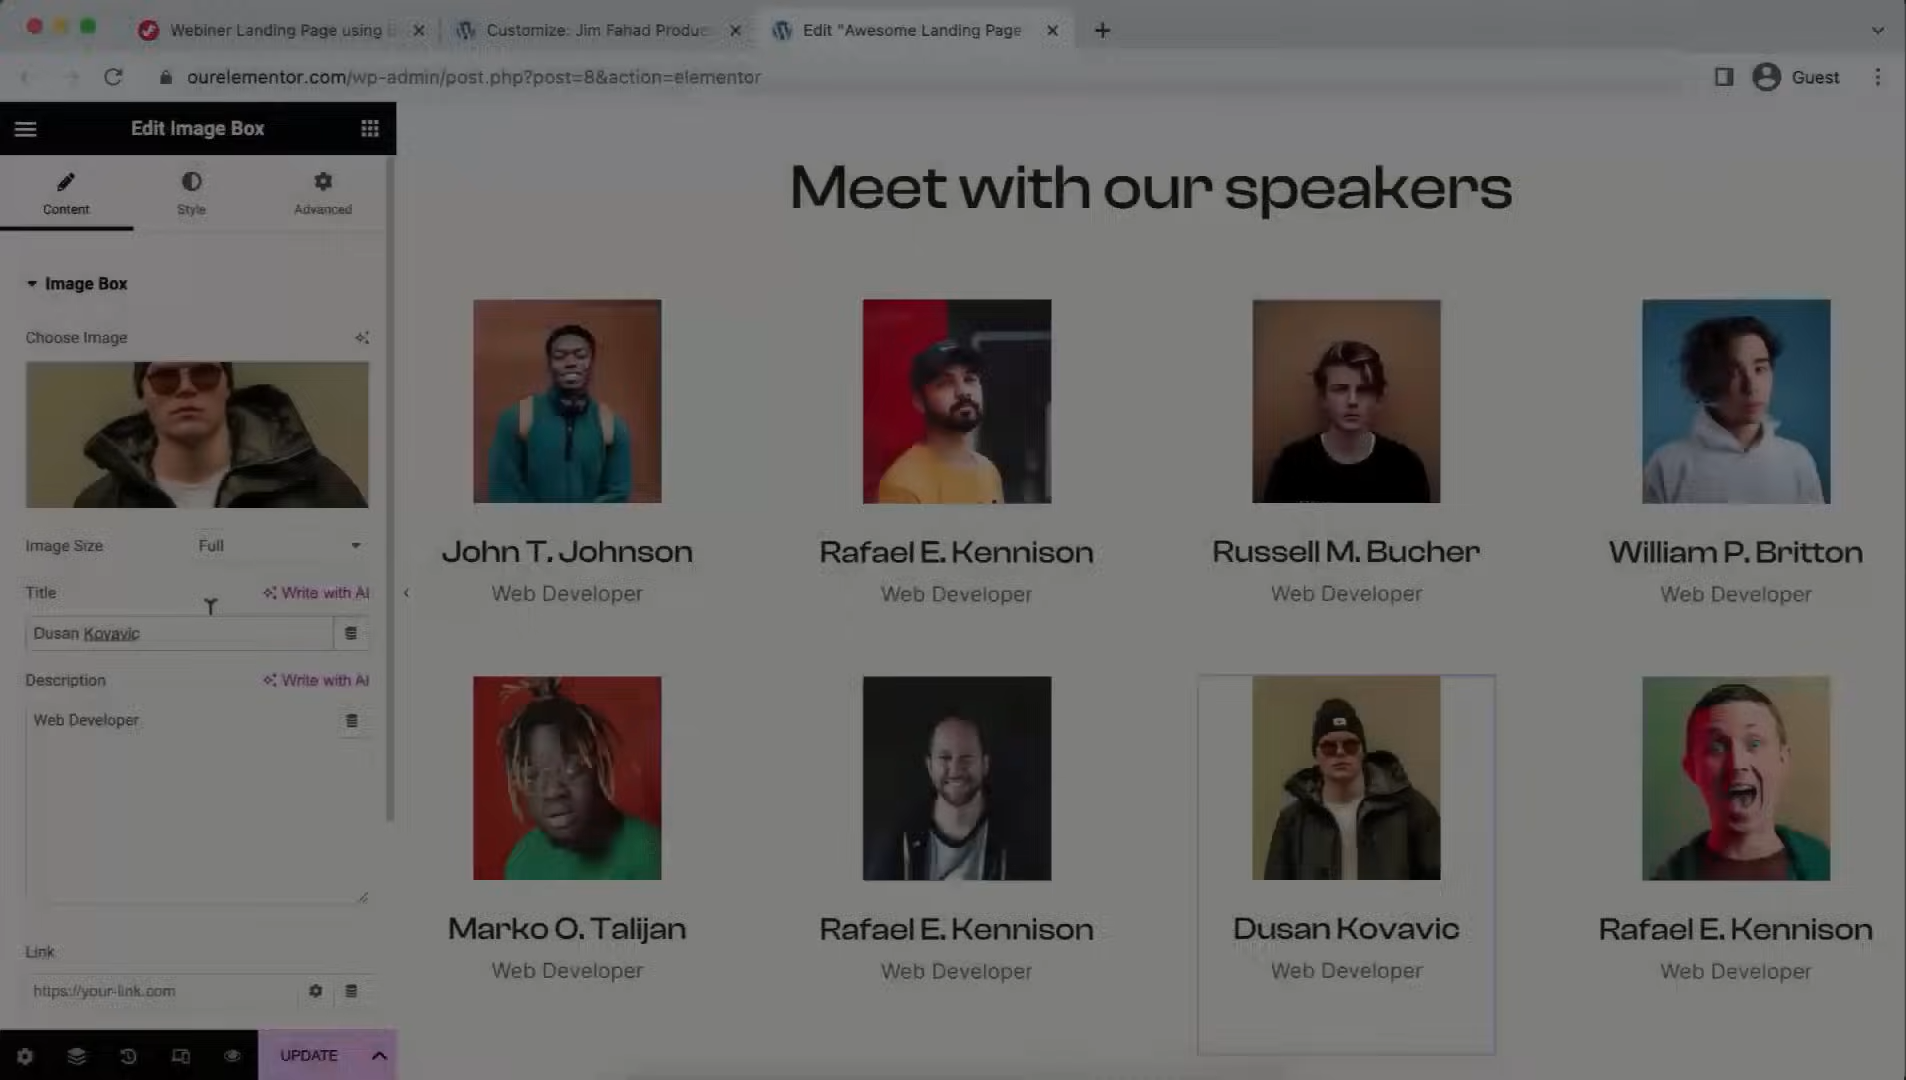 Webiner Landing Page using
Customize: Jim Fahad Produc
Edit "Awesome Landing Page
ourelementor.com/wp-admin/post.php?post=8&action=elementor
Guest
Edit Image Box
Content
Style
Advanced
Image Box
Choose Image
Image Size
Full
Title
Write with AI
Dusan Kovavic
Description
Write with AI
Web Developer
Link
https://your-link.com
UPDATE
Meet with our speakers
John T. Johnson
Web Developer
Rafael E. Kennison
Web Developer
Russell M. Bucher
Web Developer
William P. Britton
Web Developer
Marko O. Talijan
Web Developer
Rafael E. Kennison
Web Developer
Dusan Kovavic
Web Developer
Rafael E. Kennison
Web Developer